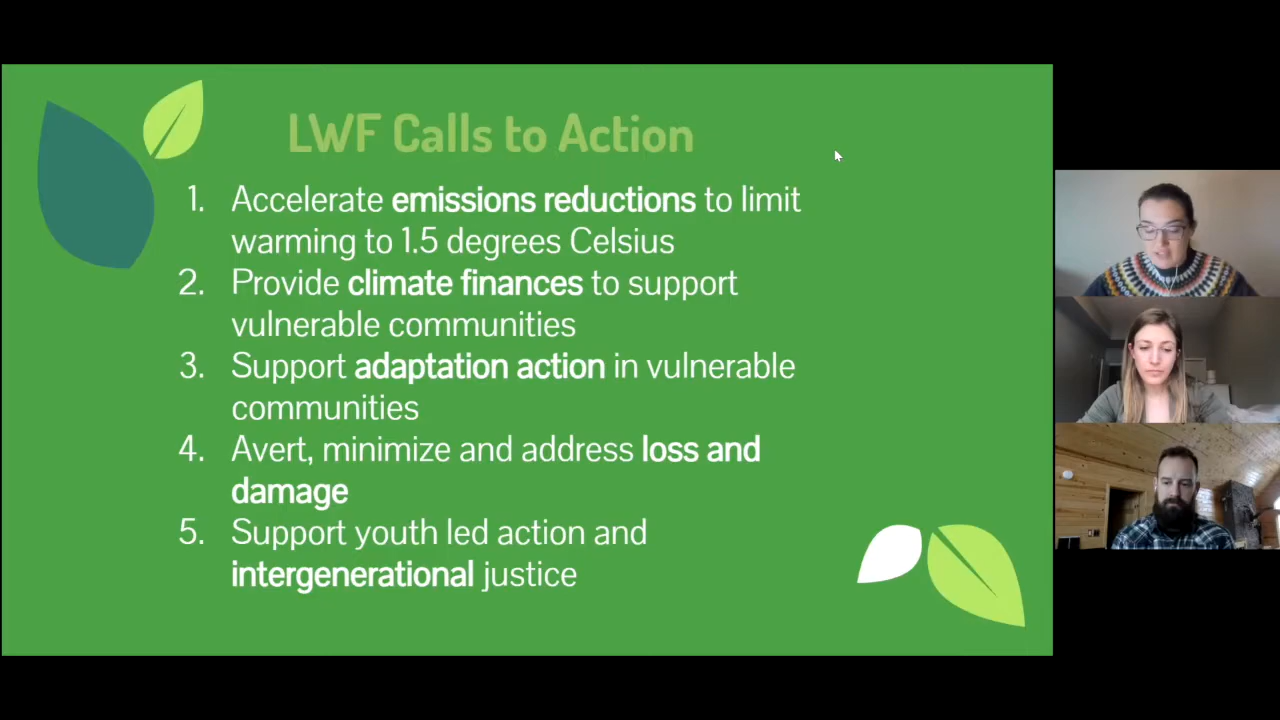 LWF Calls to Action
1. Accelerate emissions reductions to limit
warming to 1.5 degrees Celsius
2. Provide climate finances to support
vulnerable communities
3. Support adaptation action in vulnerable
communities
4. Avert, minimize and address loss and
damage
5. Support youth led action and
intergenerational justice